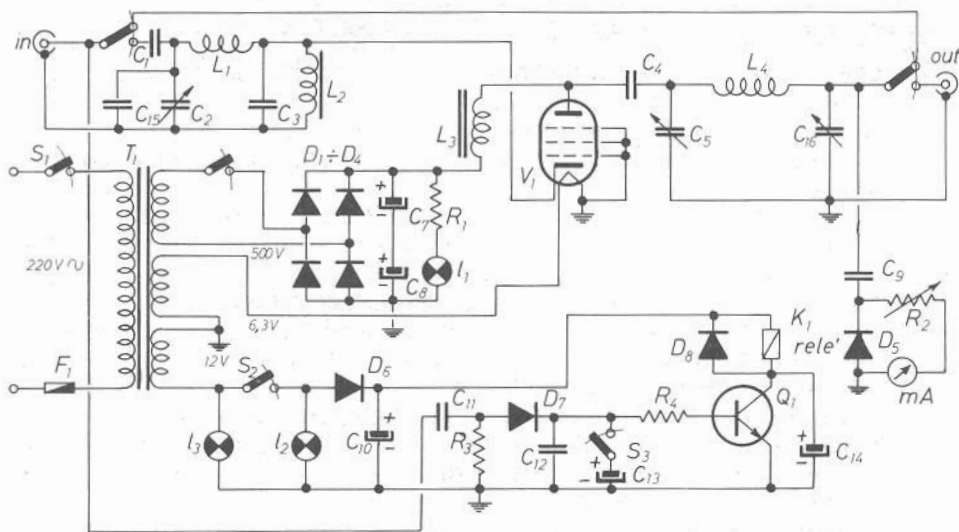 in
out
C1
L1
C15
C2
C3
L2
L3
V1
C4
C5
L4
C16
S1
T1
D1÷D4
220V~
500V
6,3V
12V
C7
C8
R1
I1
+
-
+
-
C9
R2
D5
mA
F1
S2
D6
I3
I2
C10
+
-
C11
R3
D7
C12
S3
C13
+
-
R4
D8
K1
relè
Q1
C14
+
-